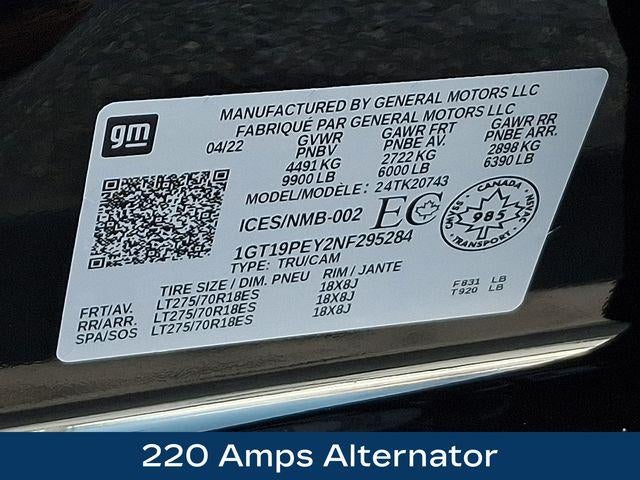 gm
MANUFACTURED BY GENERAL MOTORS LLC
FABRIQUÉ PAR GENERAL MOTORS LLC
04/22 GVWR GAWR FRT GAWR RR
PNBV PNBE AV. PNBE ARR.
4491 KG 2722 KG 2898 KG
9900 LB 6000 LB 6390 LB
MODEL/MODÈLE: 24TK20743
ICES/NMB-002 EC
CANADA
985
TRANSPORT
1GT19PEY2NF295284
TYPE: TRU/CAM
TIRE SIZE / DIM. PNEU RIM / JANTE
FRT/AV. LT275/70R18ES 18X8J
RR/ARR. LT275/70R18ES 18X8J
SPA/SOS LT275/70R18ES 18X8J
F831 LB
T920 LB
220 Amps Alternator